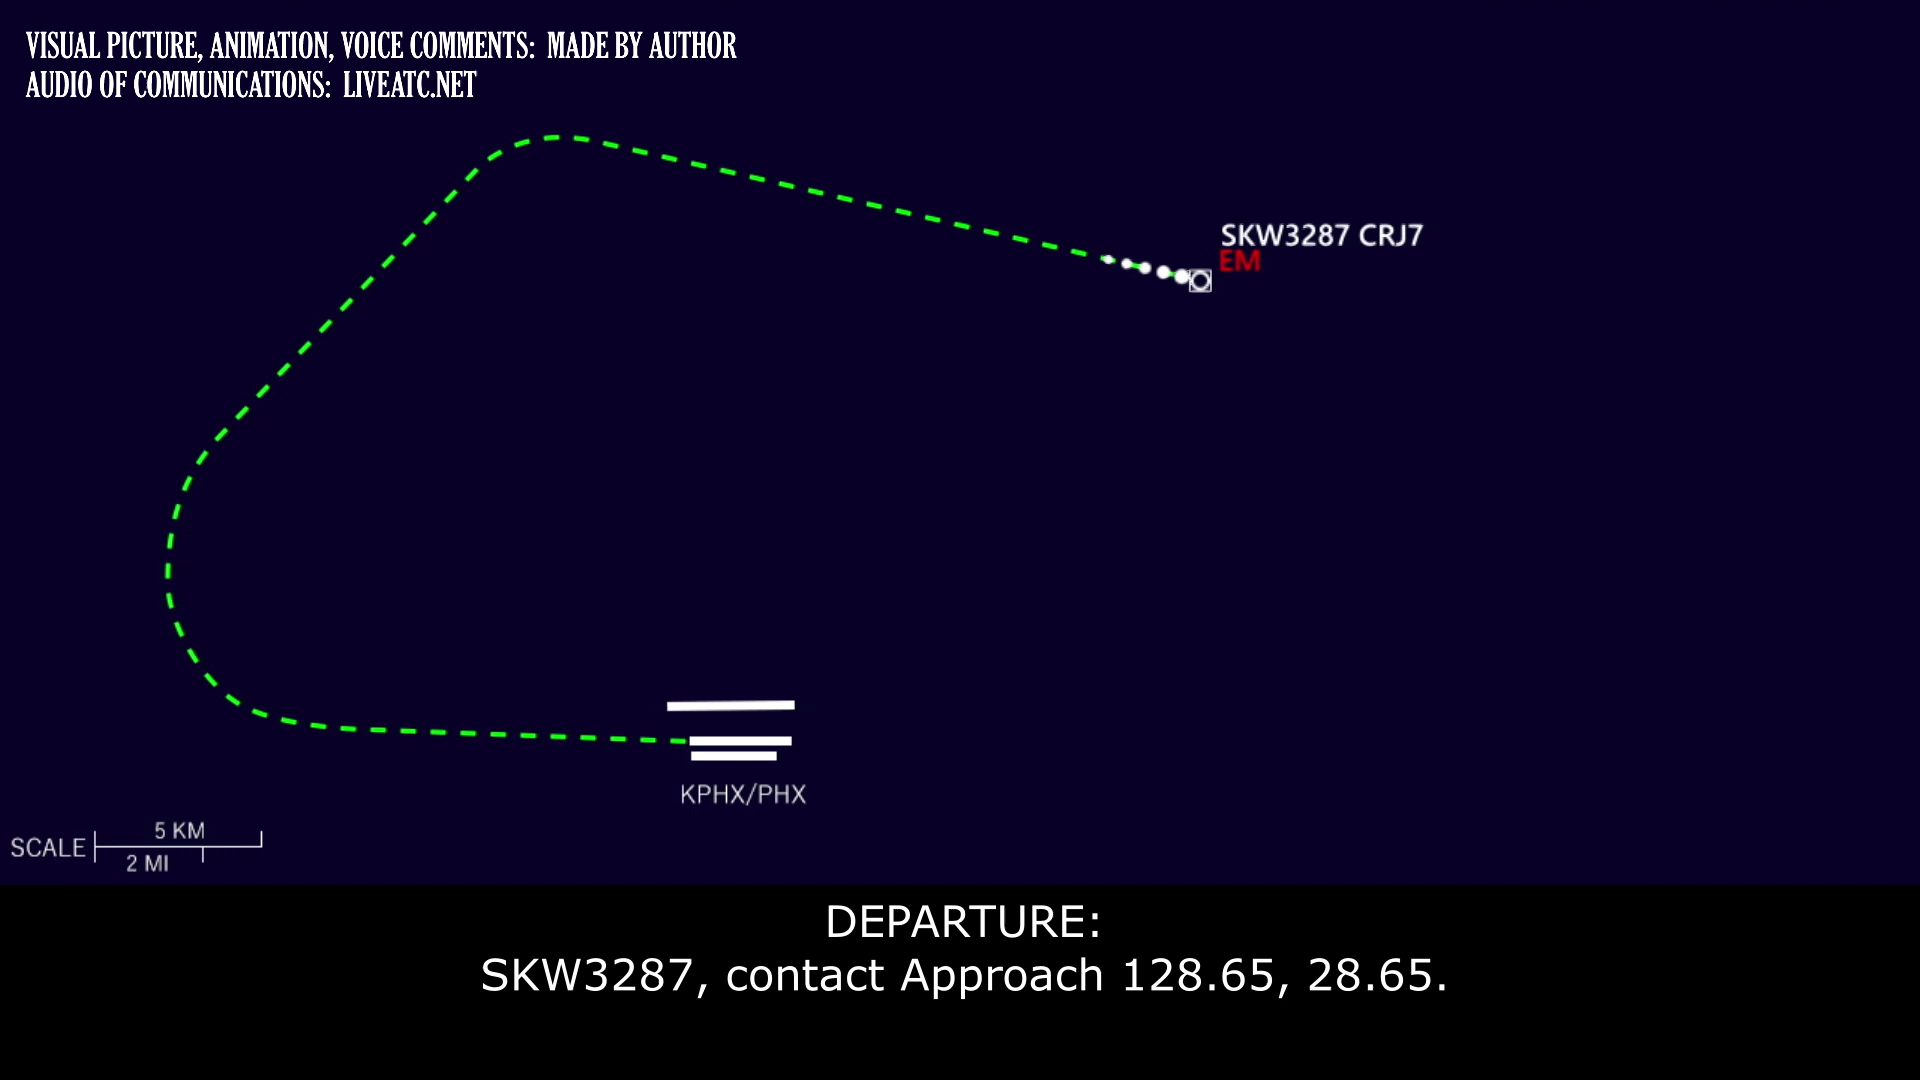 VISUAL PICTURE, ANIMATION, VOICE COMMENTS: MADE BY AUTHOR
AUDIO OF COMMUNICATIONS: LIVEATC.NET
SKW3287 CRJ7
EM
KPHX/PHX
5 KM
SCALE
2 MI
DEPARTURE:
SKW3287, contact Approach 128.65, 28.65.